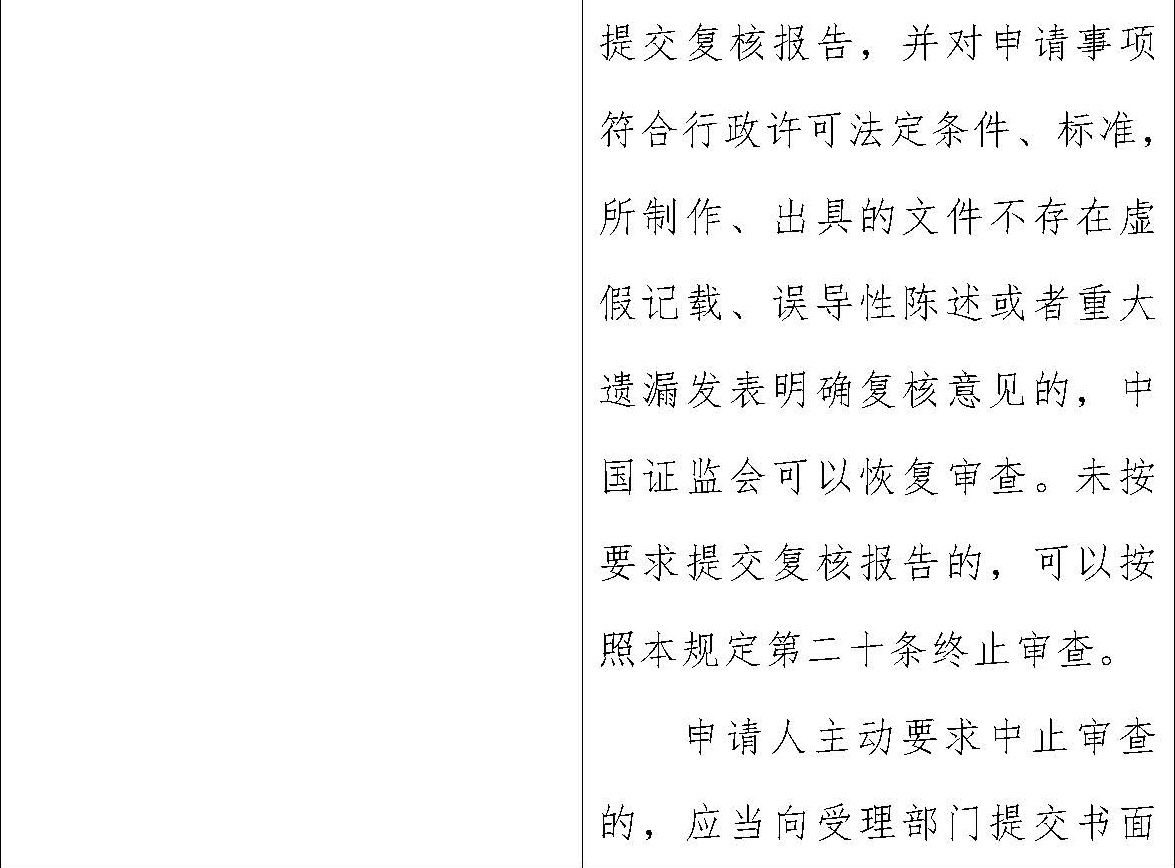 提交复核报告，并对申请事项
符合行政许可法定条件、标准，
所制作、出具的文件不存在虚
假记载、误导性陈述或者重大
遗漏发表明确复核意见的，中
国证监会可以恢复审查。未按
要求提交复核报告的，可以按
照本规定第二十条终止审查。
申请人主动要求中止审查
的，应当向受理部门提交书面